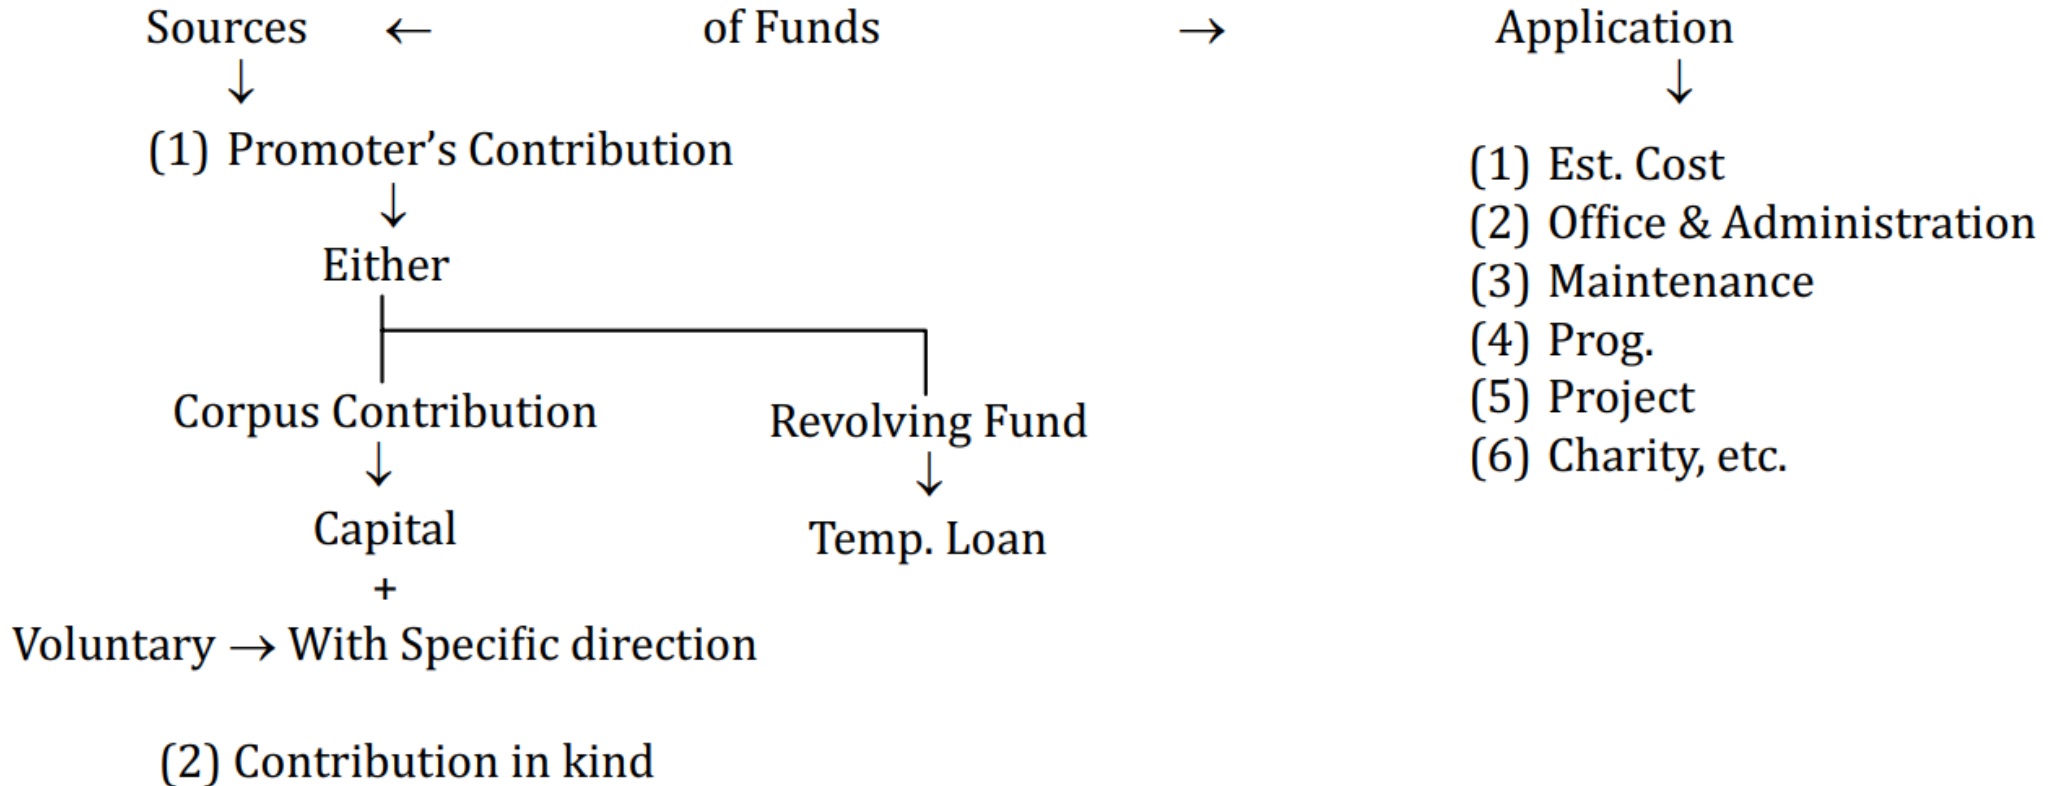 Sources ← of Funds → Application
↓ ↓
(1) Promoter’s Contribution
↓
Either
Corpus Contribution
↓
Capital
+
Voluntary → With Specific direction
Revolving Fund
↓
Temp. Loan
(2) Contribution in kind
(1) Est. Cost
(2) Office & Administration
(3) Maintenance
(4) Prog.
(5) Project
(6) Charity, etc.